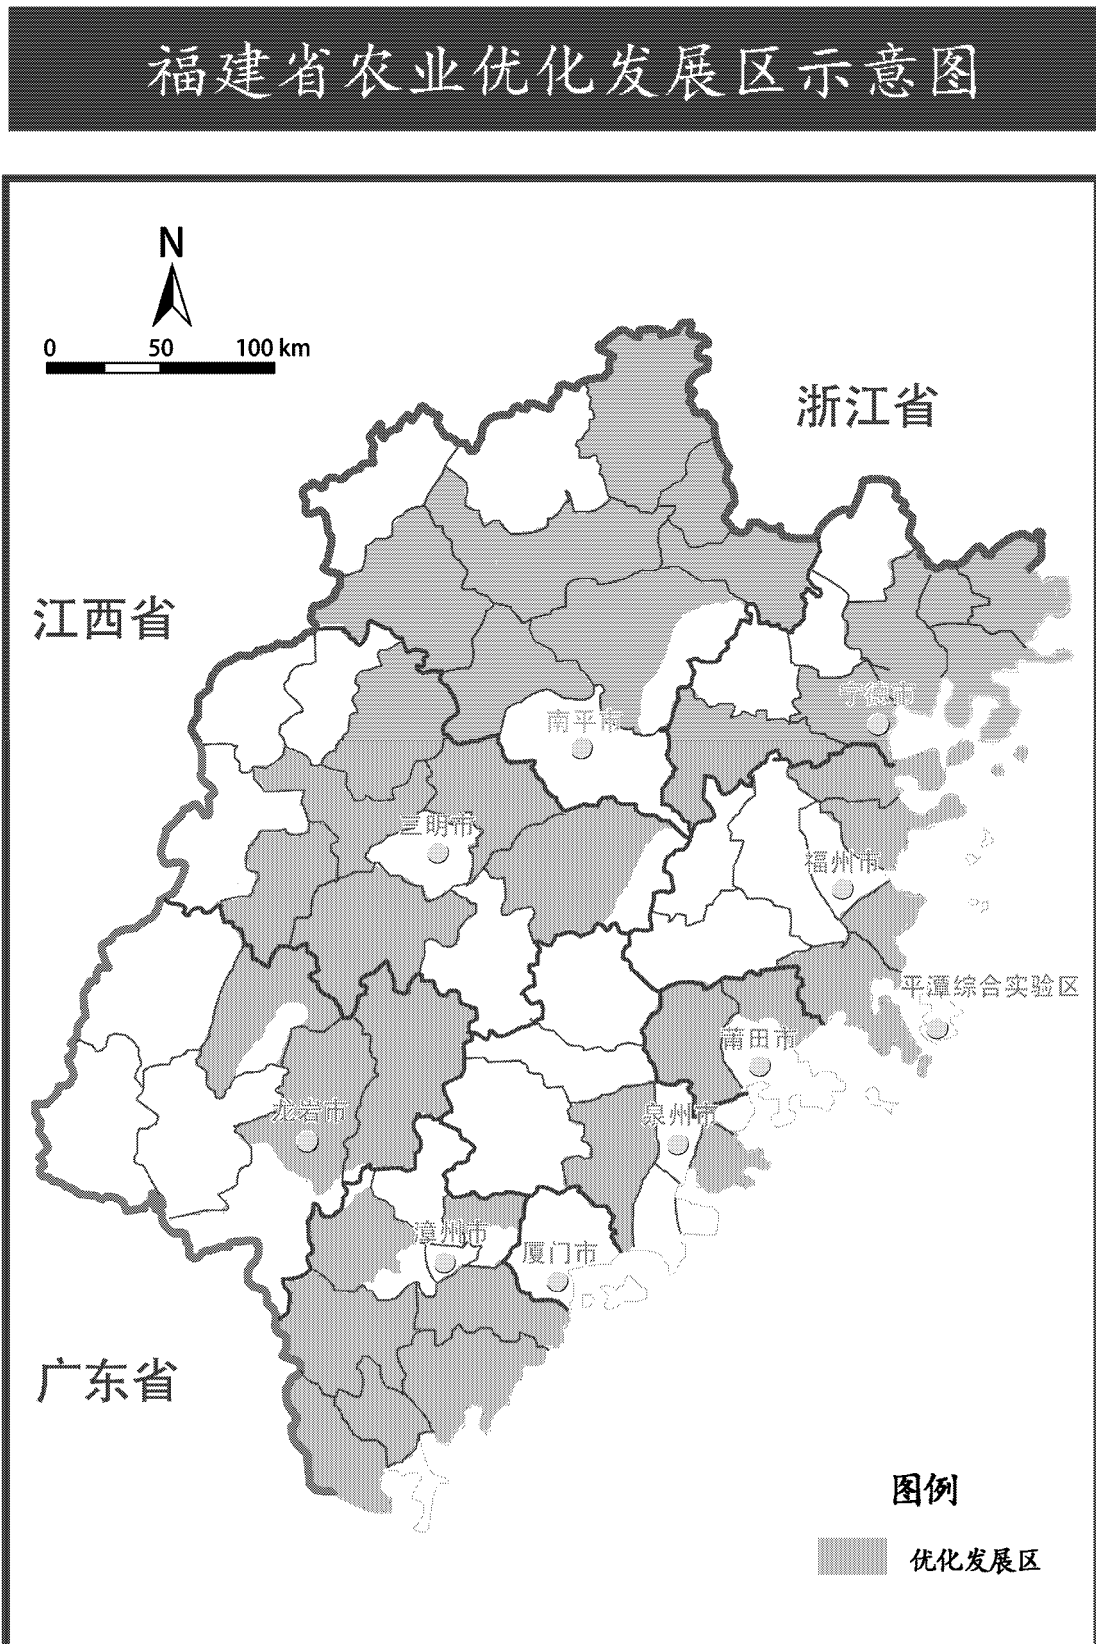 福建省农业优化发展区示意图
N
0 50 100 km
浙江省
江西省
宁德市
南平市
三明市
福州市
平潭综合实验区
莆田市
龙岩市
泉州市
漳州市
厦门市
广东省
图例
优化发展区